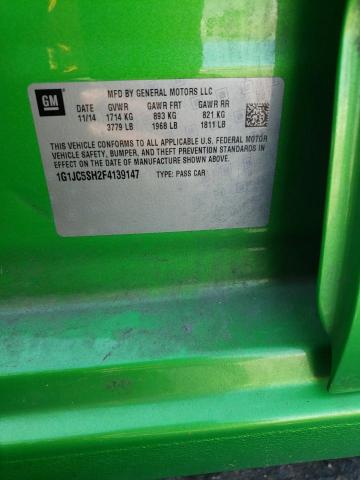 GM
MFD BY GENERAL MOTORS LLC
DATE GVWR GAWR FRT GAWR RR
11/14 1714 KG 893 KG 821 KG
3779 LB 1968 LB 1811 LB
THIS VEHICLE CONFORMS TO ALL APPLICABLE U.S. FEDERAL MOTOR
VEHICLE SAFETY, BUMPER, AND THEFT PREVENTION STANDARDS IN
EFFECT ON THE DATE OF MANUFACTURE SHOWN ABOVE.
1G1JC5SH2F4139147 TYPE: PASS CAR